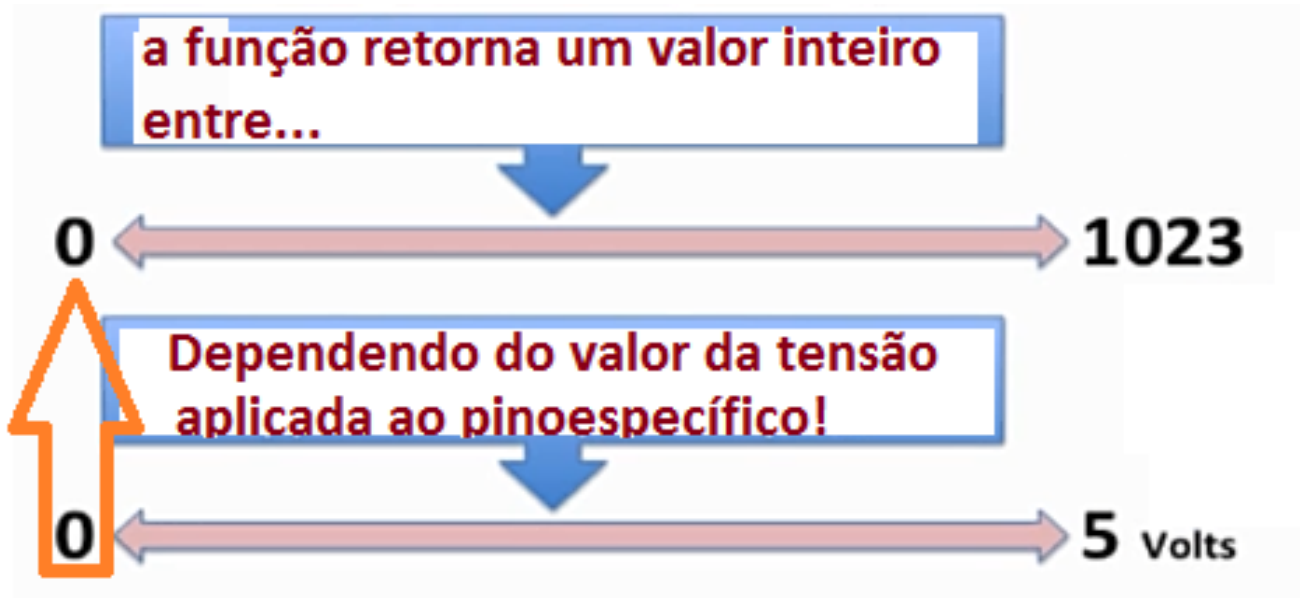 a função retorna um valor inteiro
entre...
0 1023
Dependendo do valor da tensão
aplicada ao pinoespecífico!
0 5 Volts